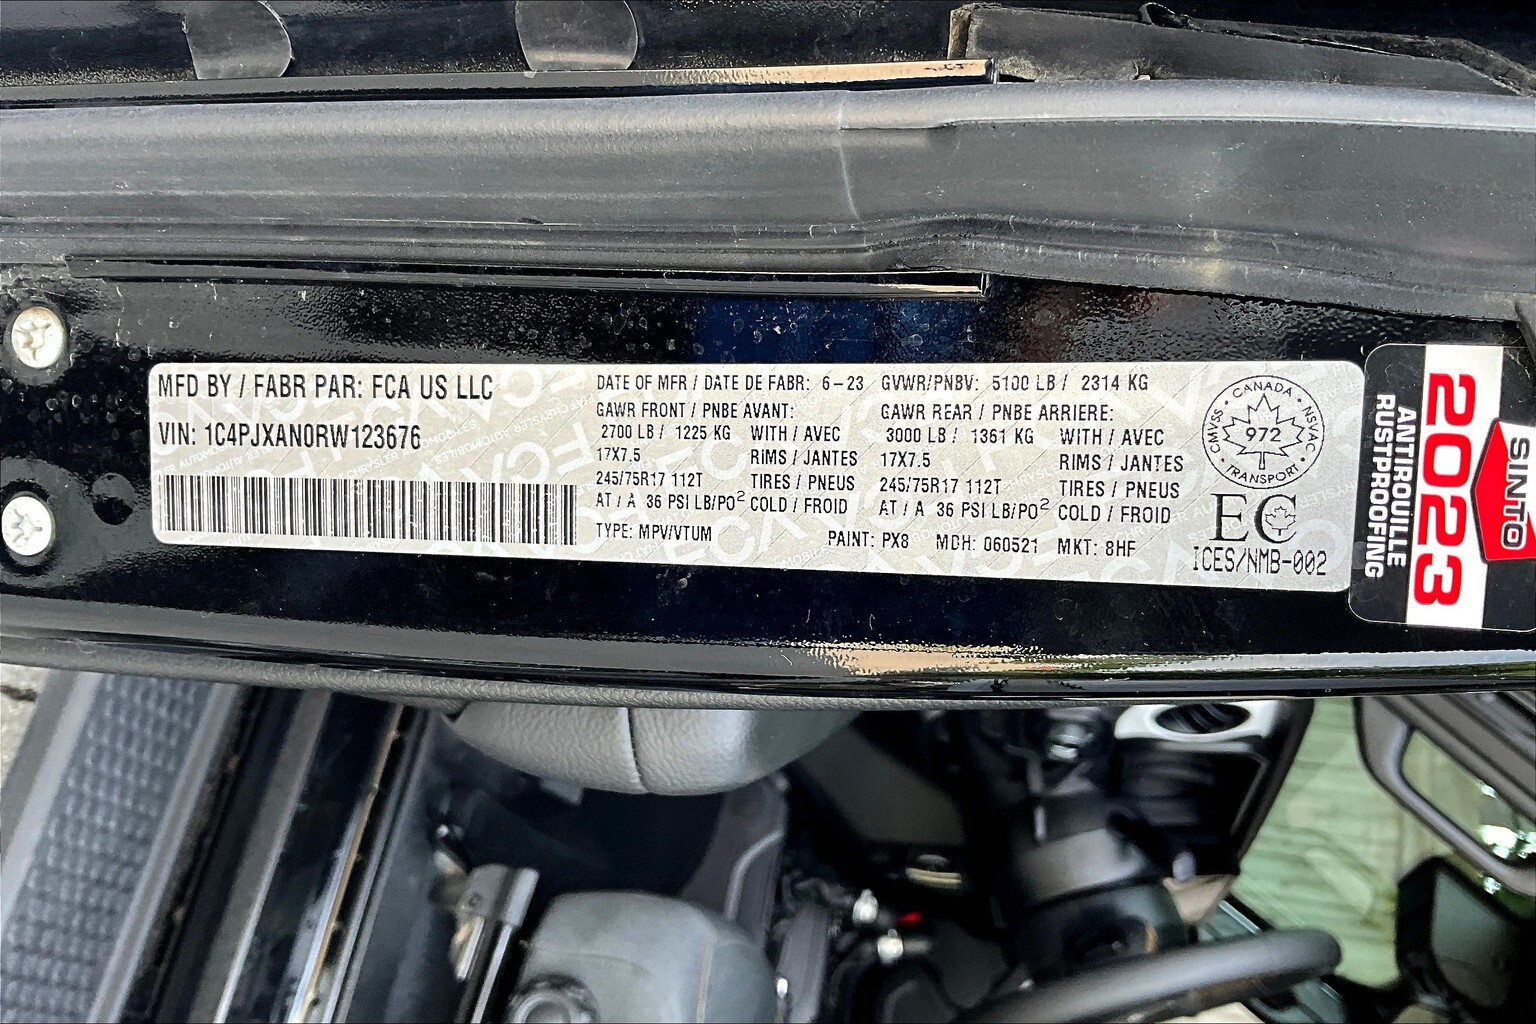 MFD BY / FABR PAR: FCA US LLC
VIN: 1C4PJXAN0RW123676
DATE OF MFR / DATE DE FABR: 6-23 GVWR/PNBV: 5100 LB / 2314 KG
GAWR FRONT / PNBE AVANT: GAWR REAR / PNBE ARRIERE:
2700 LB / 1225 KG WITH / AVEC 3000 LB / 1361 KG WITH / AVEC
17X7.5 RIMS / JANTES 17X7.5 RIMS / JANTES
245/75R17 112T TIRES / PNEUS 245/75R17 112T TIRES / PNEUS
AT / A 36 PSI LB/PO² COLD / FROID AT / A 36 PSI LB/PO² COLD / FROID
TYPE: MPV/VTUM PAINT: PX8 MDH: 060521 MKT: 8HF
CANADA
CMVSS 972 NSVAC
TRANSPORT
EC
ICES/NMB-002
SINTO
2023
ANTIROUILLE
RUSTPROOFING